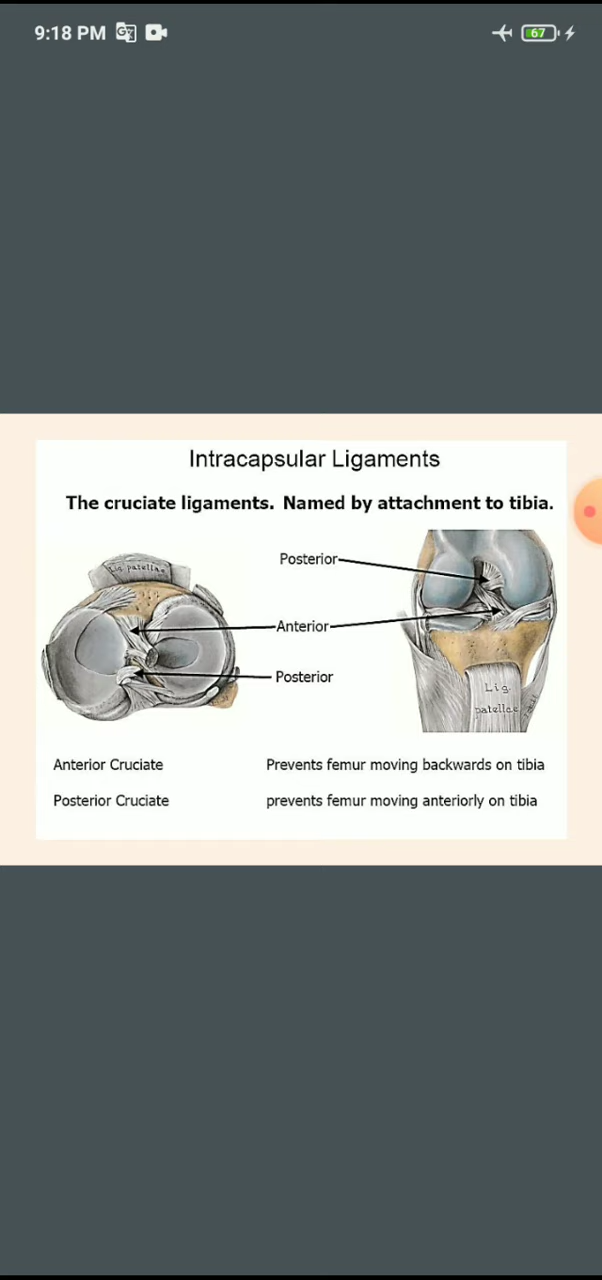 9:18 PM
67
Intracapsular Ligaments
The cruciate ligaments. Named by attachment to tibia.
Posterior
Lig. patellae
Anterior
Posterior
Lig.
patellae
Anterior Cruciate Prevents femur moving backwards on tibia
Posterior Cruciate prevents femur moving anteriorly on tibia